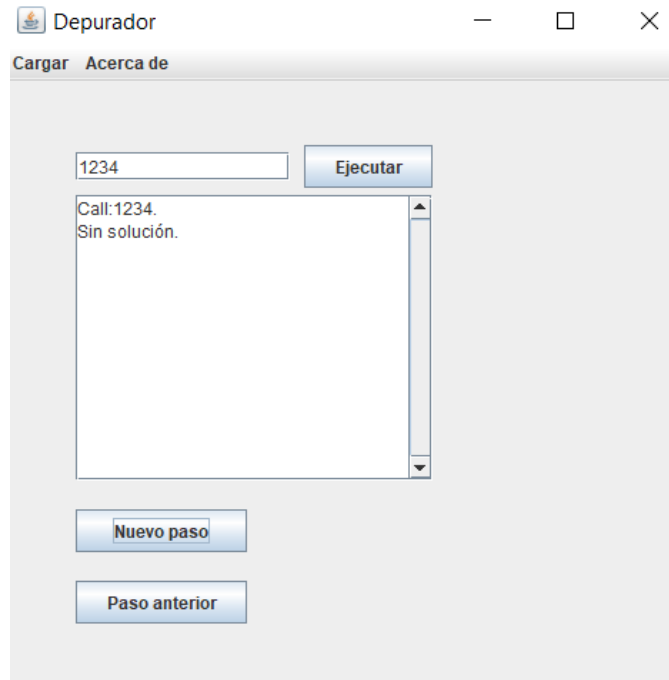 Depurador
Cargar Acerca de
1234 Ejecutar
Call:1234.
Sin solución.
Nuevo paso
Paso anterior